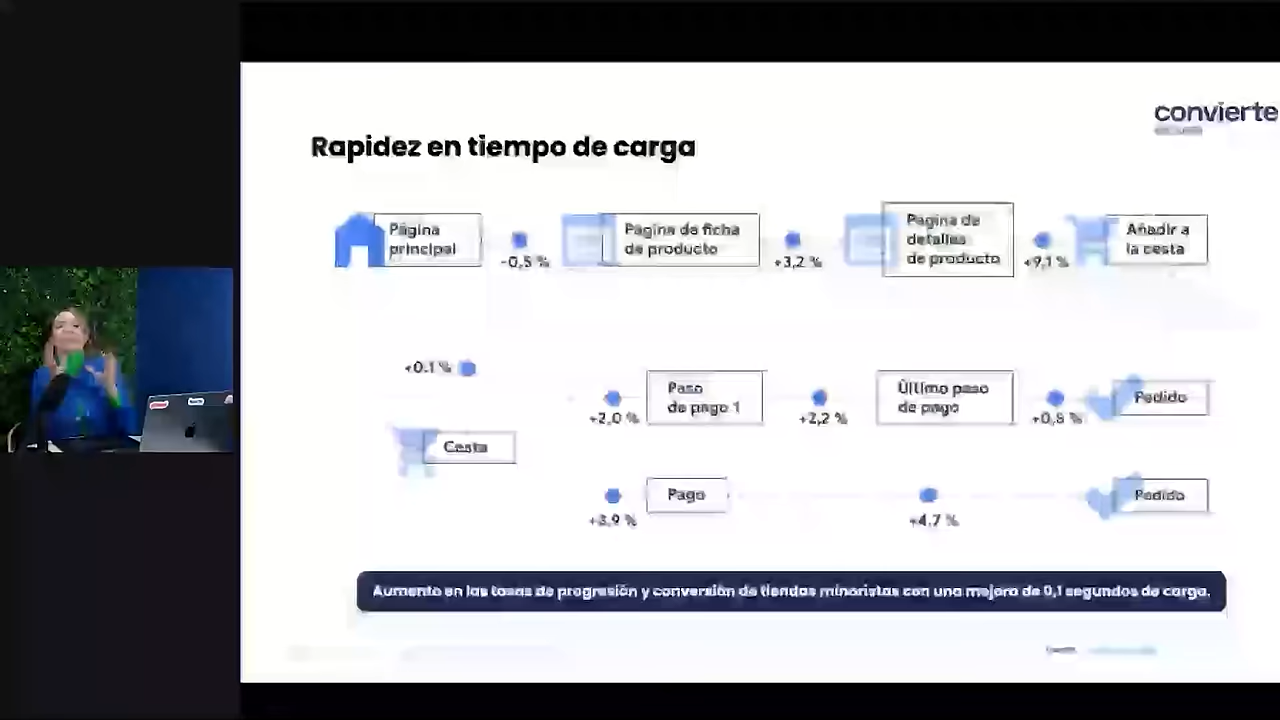 convierte
Rapidez en tiempo de carga
Página
principal
-0,5 %
Página de ficha
de producto
+3,2 %
Página de
detalles
de producto
+9,1 %
Añadir a
la cesta
+0.1 %
Cesta
+2,0 %
Paso
de pago 1
+2,2 %
Último paso
de pago
+0,8 %
Pedido
+3,9 %
Pago
+4,7 %
Pedido
Aumento en las tasas de progresión y conversión de tiendas minoristas con una mejora de 0,1 segundos de carga.